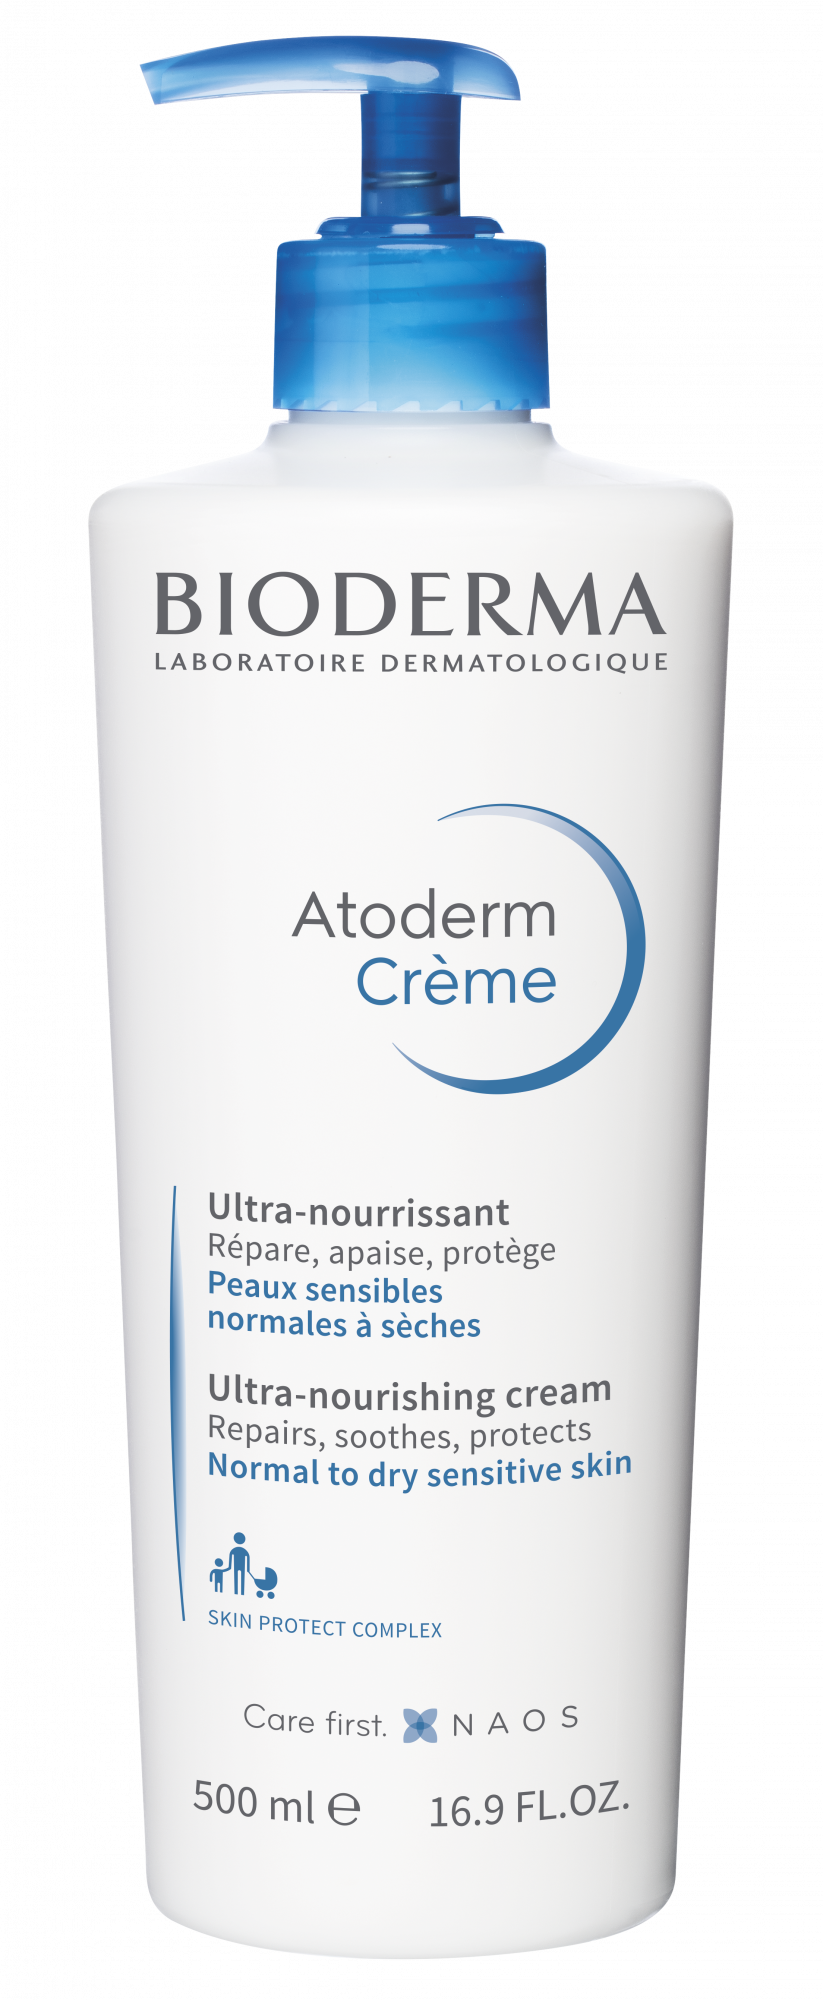 BIODERMA
LABORATOIRE DERMATOLOGIQUE
Atoderm
Crème
Ultra-nourrissant
Répare, apaise, protège
Peaux sensibles
normales à sèches
Ultra-nourishing cream
Repairs, soothes, protects
Normal to dry sensitive skin
SKIN PROTECT COMPLEX
Care first. NAOS
500 ml ℮ 16.9 FL.OZ.